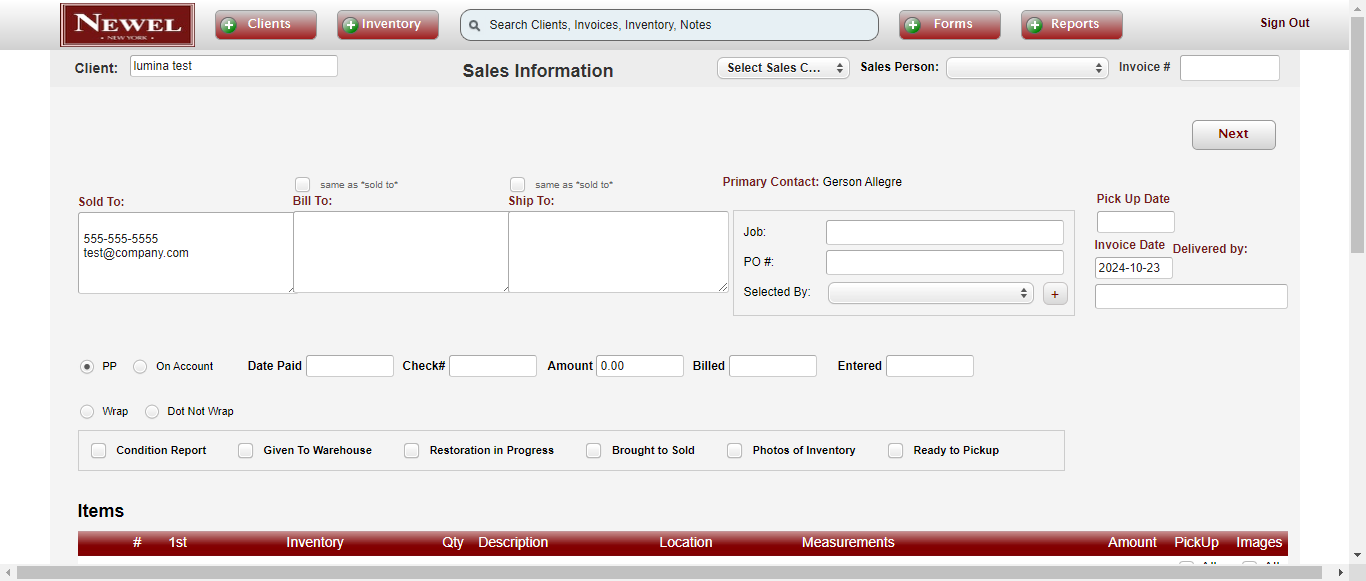 NEWEL
• NEW YORK •
Clients
Inventory
Search Clients, Invoices, Inventory, Notes
Forms
Reports
Sign Out
Client:
lumina test
Sales Information
Select Sales C...
Sales Person:
Invoice #
Next
same as *sold to*
same as *sold to*
Primary Contact: Gerson Allegre
Sold To:
Bill To:
Ship To:
Pick Up Date
555-555-5555
test@company.com
Job:
PO #:
Selected By:
+
Invoice Date
Delivered by:
2024-10-23
PP
On Account
Date Paid
Check#
Amount
0.00
Billed
Entered
Wrap
Dot Not Wrap
Condition Report
Given To Warehouse
Restoration in Progress
Brought to Sold
Photos of Inventory
Ready to Pickup
Items
#
1st
Inventory
Qty
Description
Location
Measurements
Amount
PickUp
Images